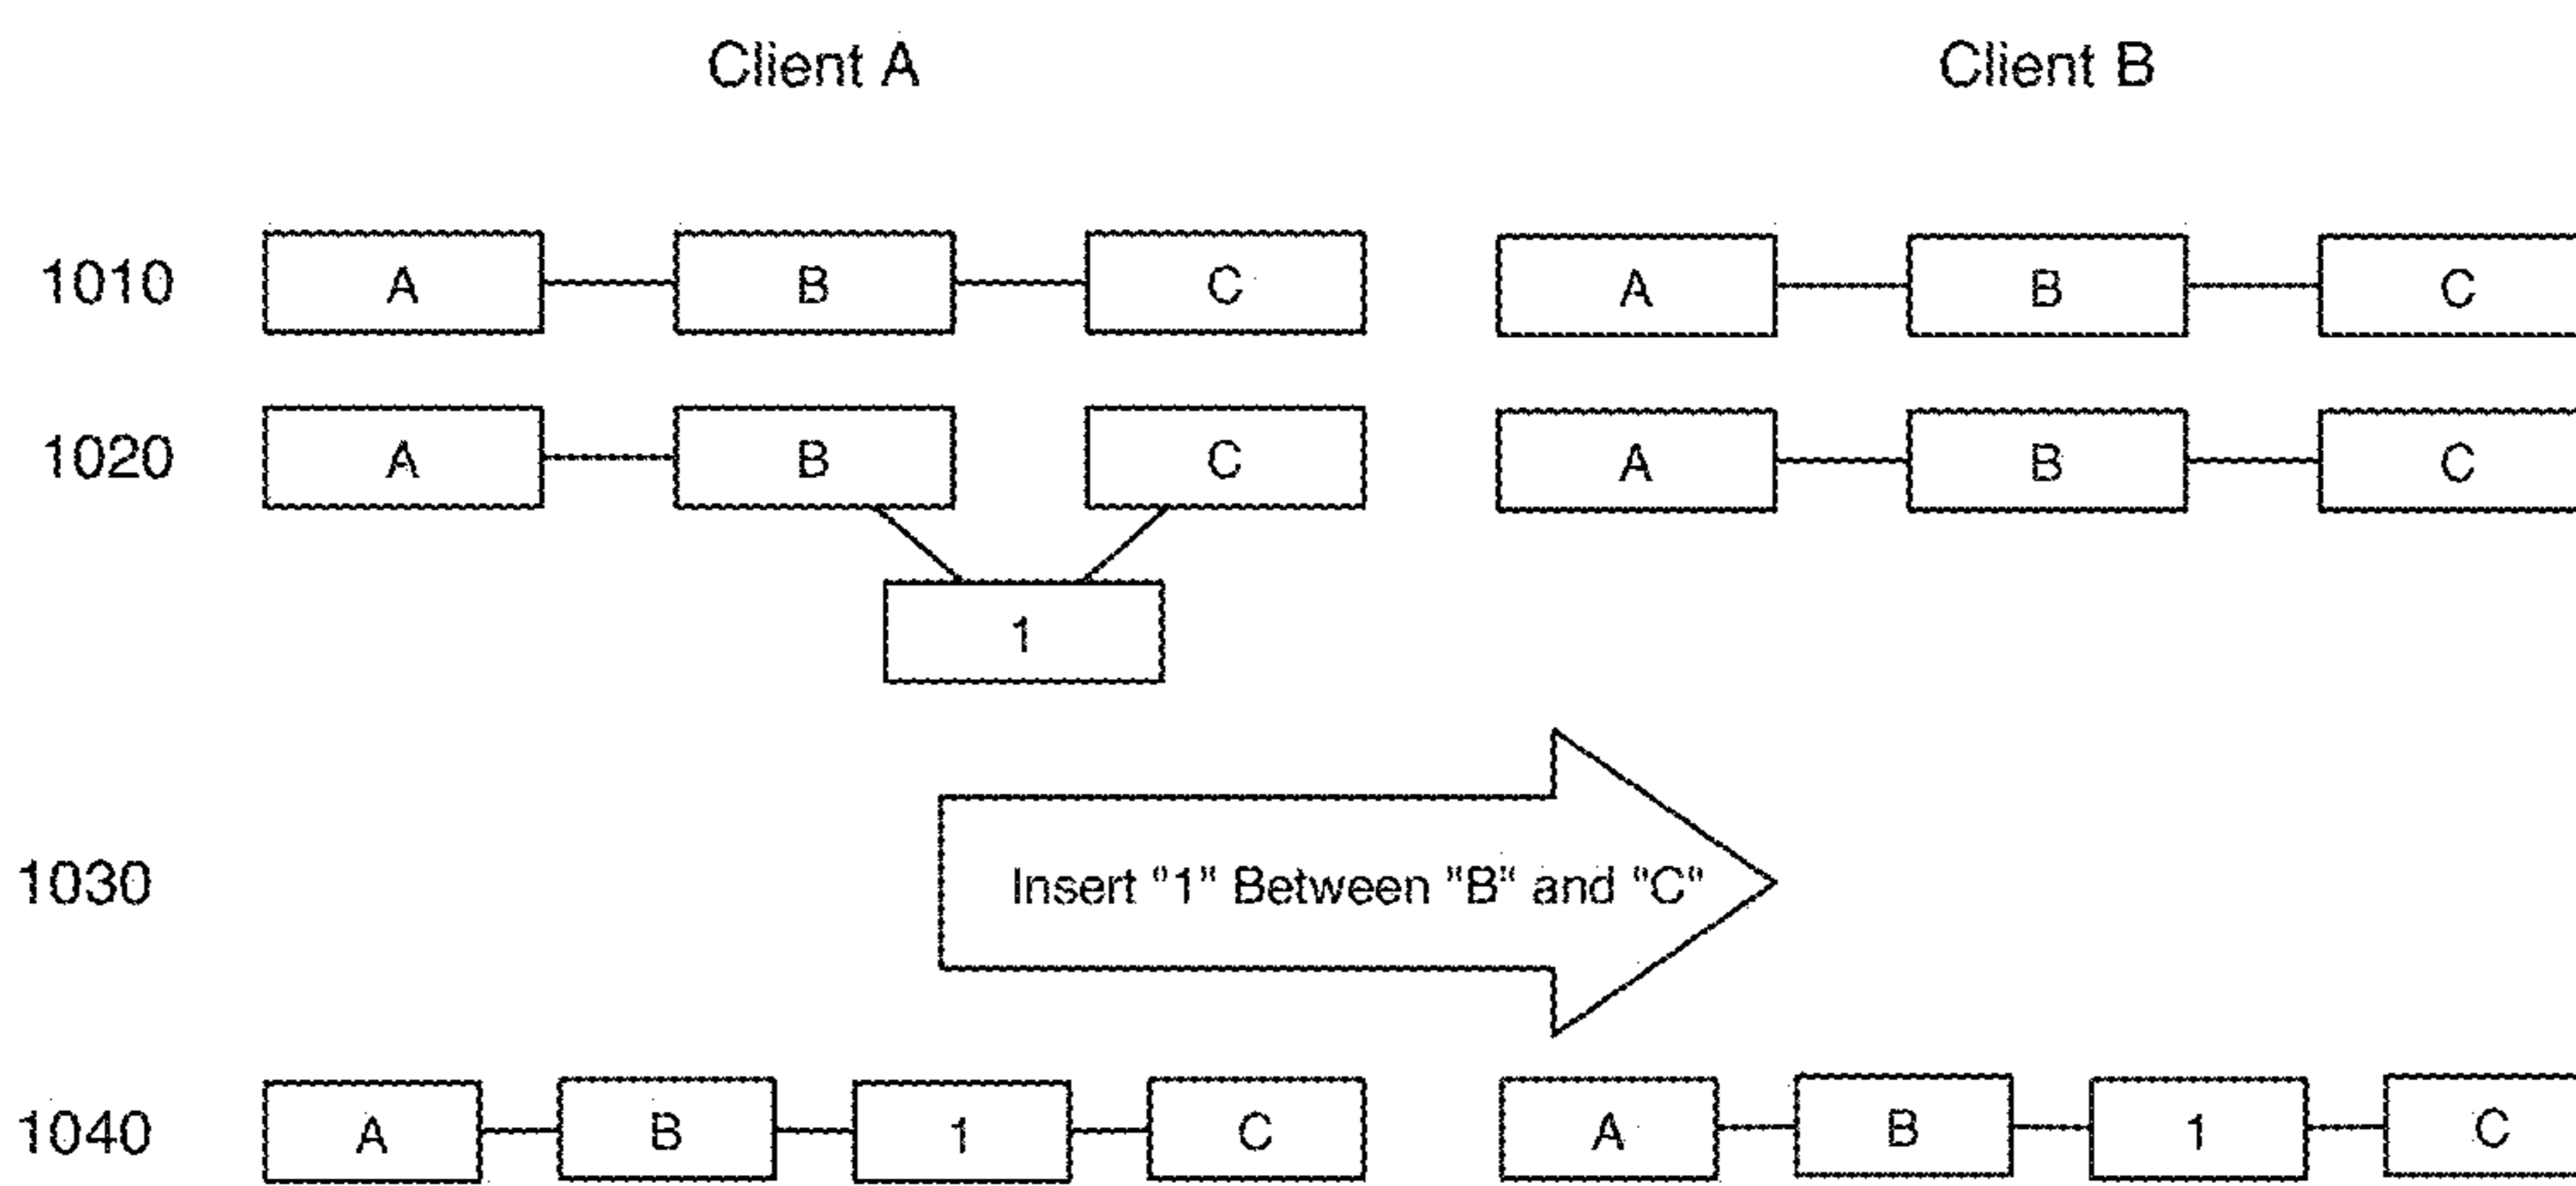 Client A Client B
1010 A B C A B C
1020 A B C A B C
1
1030 Insert "1" Between "B" and "C"
1040 A B 1 C A B 1 C